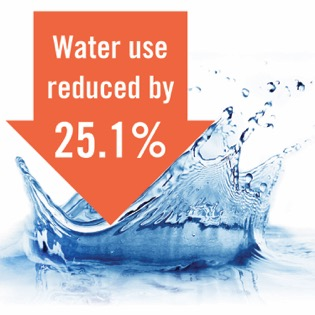 Water use
reduced by
25.1%